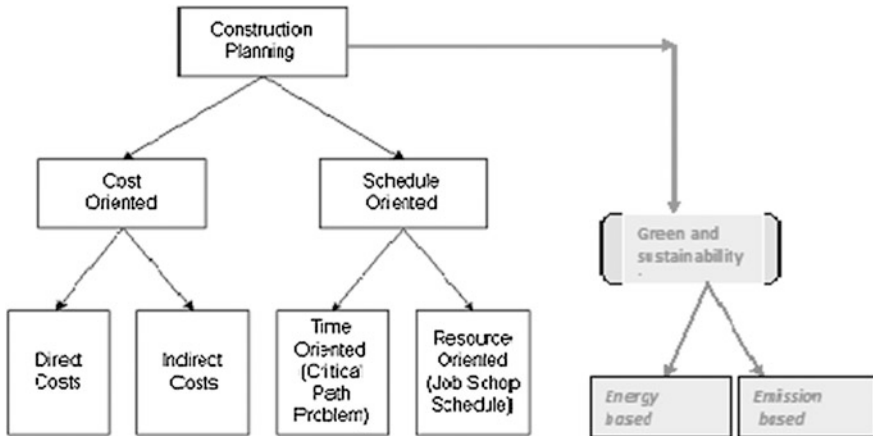 Construction
Planning
Cost
Oriented
Schedule
Oriented
Green and
sustainability
Direct
Costs
Indirect
Costs
Time
Oriented
(Critical
Path
Problem)
Resource
Oriented
(Job Schop
Schedule)
Energy
based
Emission
based